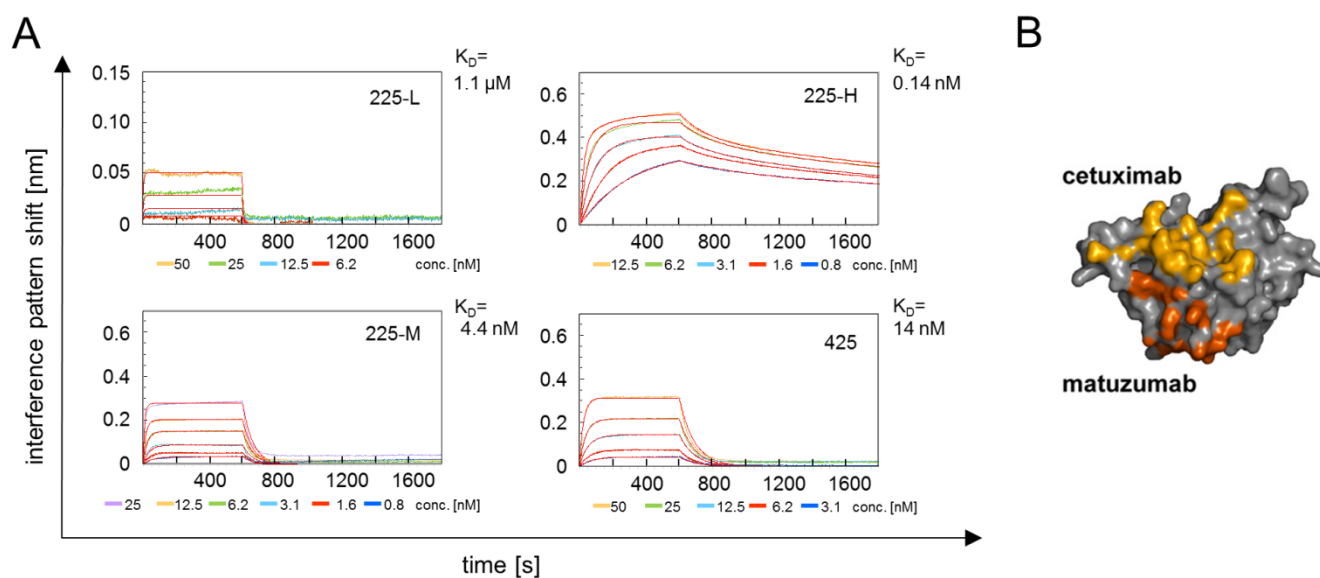 A
B
interference pattern shift [nm]
225-L
K_D=
1.1 µM
0.15
0.10
0.05
0
400 800 1200 1600
50 25 12.5 6.2 conc. [nM]
225-H
K_D=
0.14 nM
0.6
0.4
0.2
0
400 800 1200 1600
12.5 6.2 3.1 1.6 0.8 conc. [nM]
225-M
K_D=
4.4 nM
0.6
0.4
0.2
0
400 800 1200 1600
25 12.5 6.2 3.1 1.6 0.8 conc. [nM]
425
K_D=
14 nM
0.6
0.4
0.2
0
400 800 1200 1600
50 25 12.5 6.2 3.1 conc. [nM]
time [s]
cetuximab
matuzumab